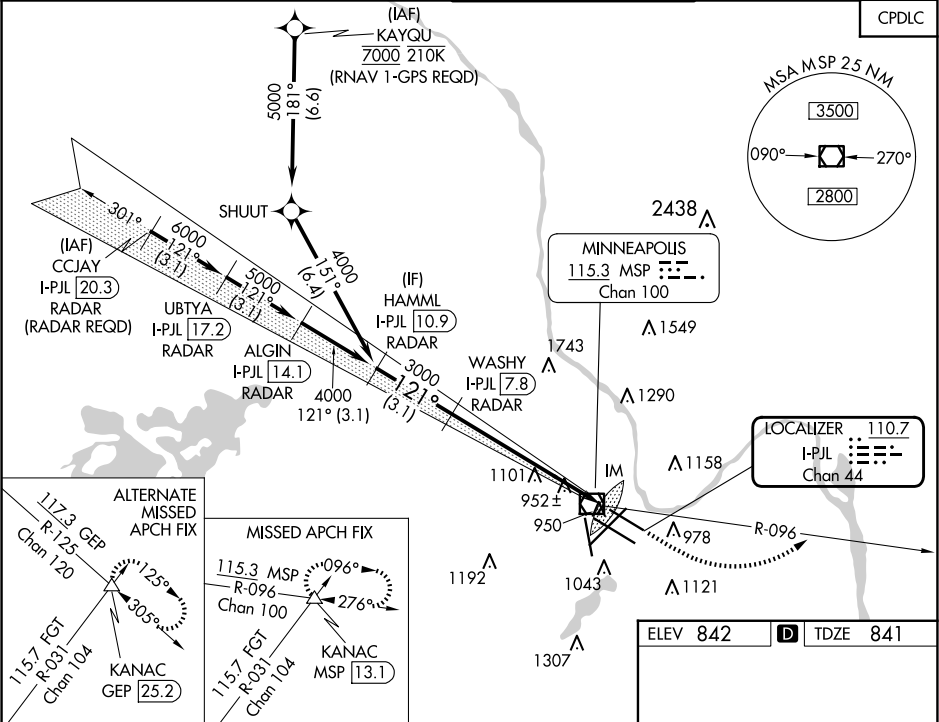 CPDLC
(IAF)
KAYQU
7000 210K
(RNAV 1-GPS REQD)
5000
181°
(6.6)
MSA MSP 25 NM
3500
090°
270°
2800
SHUUT
4000
151°
(6.4)
301°
6000
121°
(3.1)
5000
121°
(3.1)
(IAF)
CCJAY
I-PJL 20.3
RADAR
(RADAR REQD)
UBTYA
I-PJL 17.2
RADAR
ALGIN
I-PJL 14.1
RADAR
4000
121° (3.1)
(IF)
HAMML
I-PJL 10.9
RADAR
3000
121°
(3.1)
WASHY
I-PJL 7.8
RADAR
2438
MINNEAPOLIS
115.3 MSP
Chan 100
1549
1743
1290
LOCALIZER 110.7
I-PJL
Chan 44
1158
1101
IM
952±
950
978
R-096
1192
1043
1121
1307
ALTERNATE
MISSED
APCH FIX
117.3 GEP
R-125
Chan 120
125°
305°
115.7 FGT
R-031
Chan 104
KANAC
GEP 25.2
MISSED APCH FIX
115.3 MSP
R-096
Chan 100
096°
276°
115.7 FGT
R-031
Chan 104
KANAC
MSP 13.1
ELEV 842
D
TDZE 841